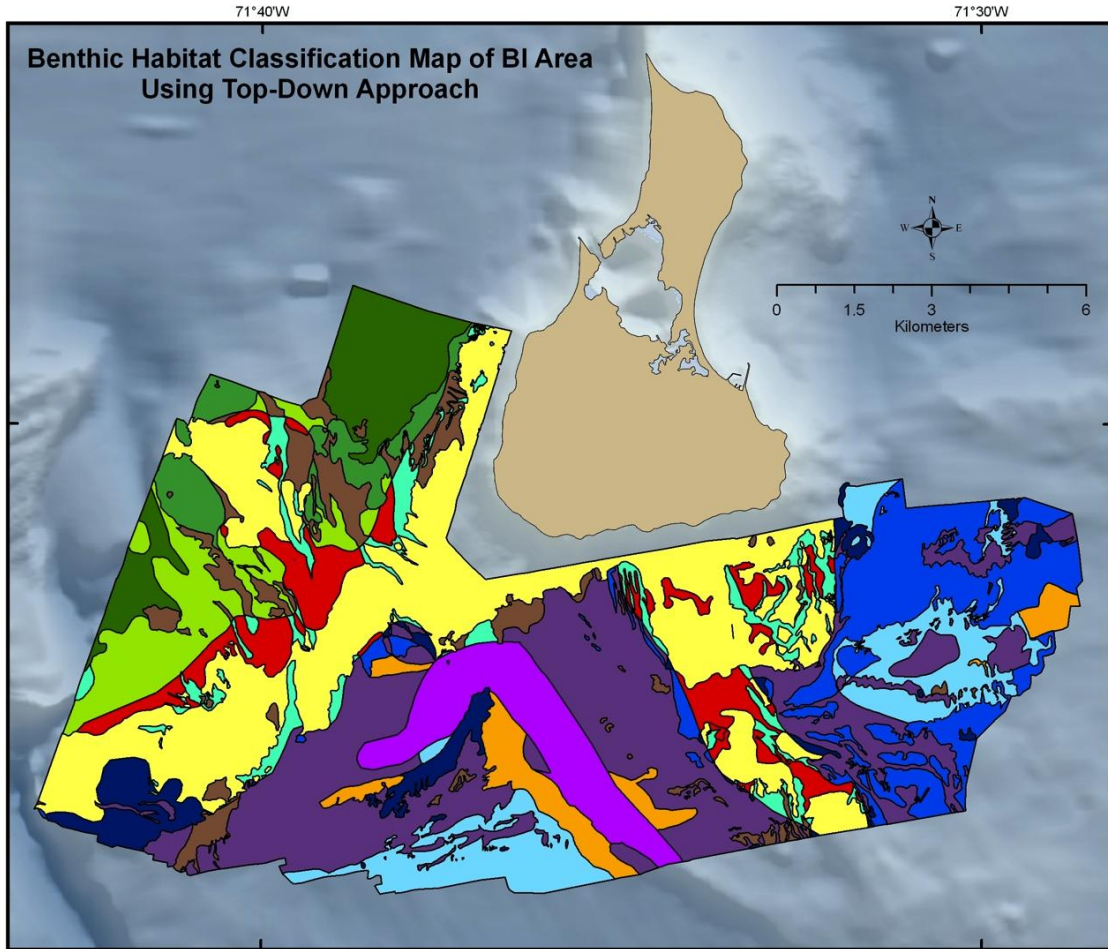 71°40'W
71°30'W
Benthic Habitat Classification Map of BI Area
Using Top-Down Approach
N
W E
S
0 1.5 3 6
Kilometers